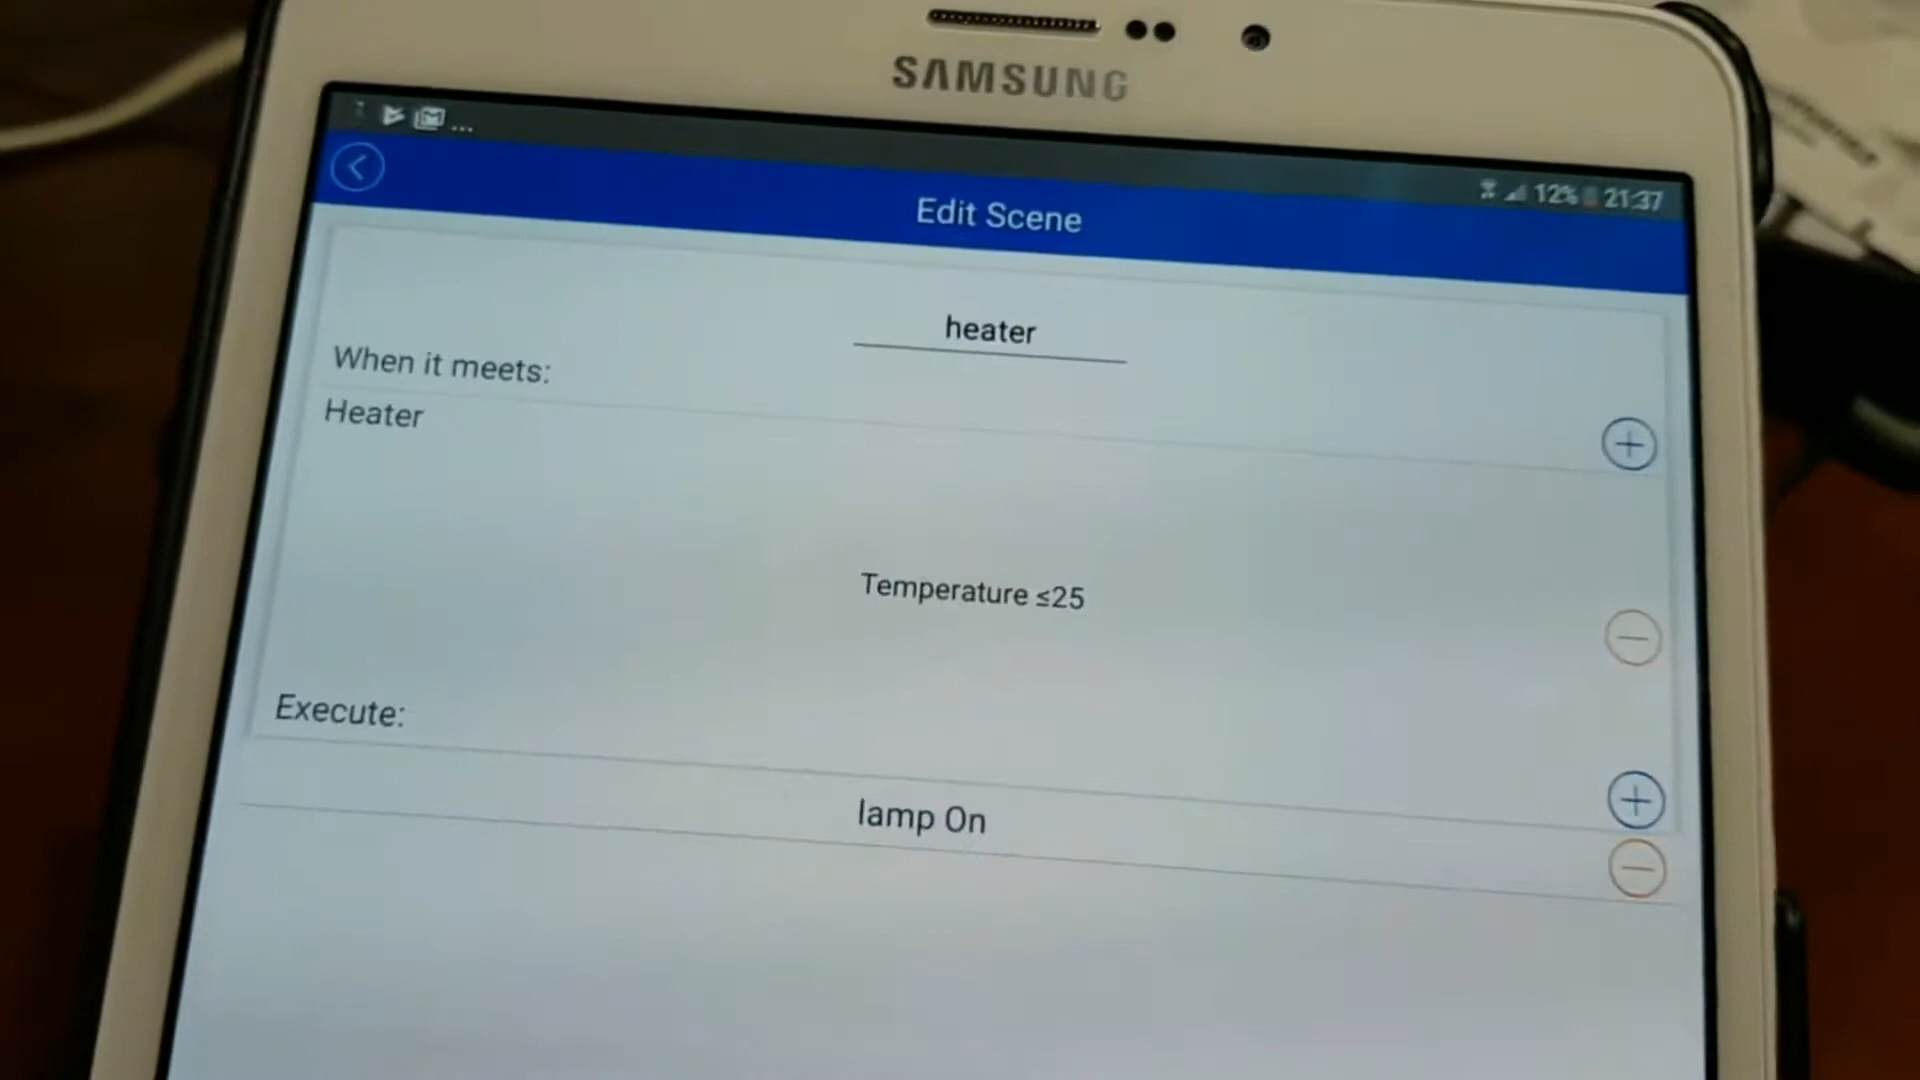 SAMSUNG
... 12% 21:37
Edit Scene
heater
When it meets:
Heater
Temperature ≤25
Execute:
lamp On